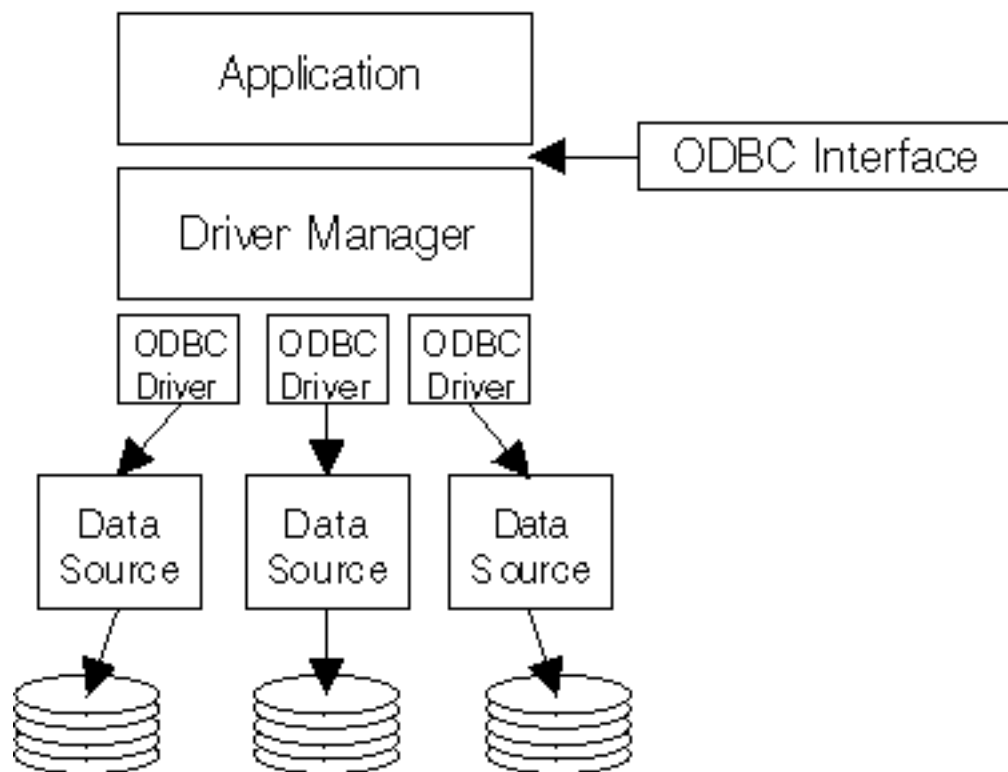 Application
ODBC Interface
Driver Manager
ODBC
Driver
ODBC
Driver
ODBC
Driver
Data
Source
Data
Source
Data
Source